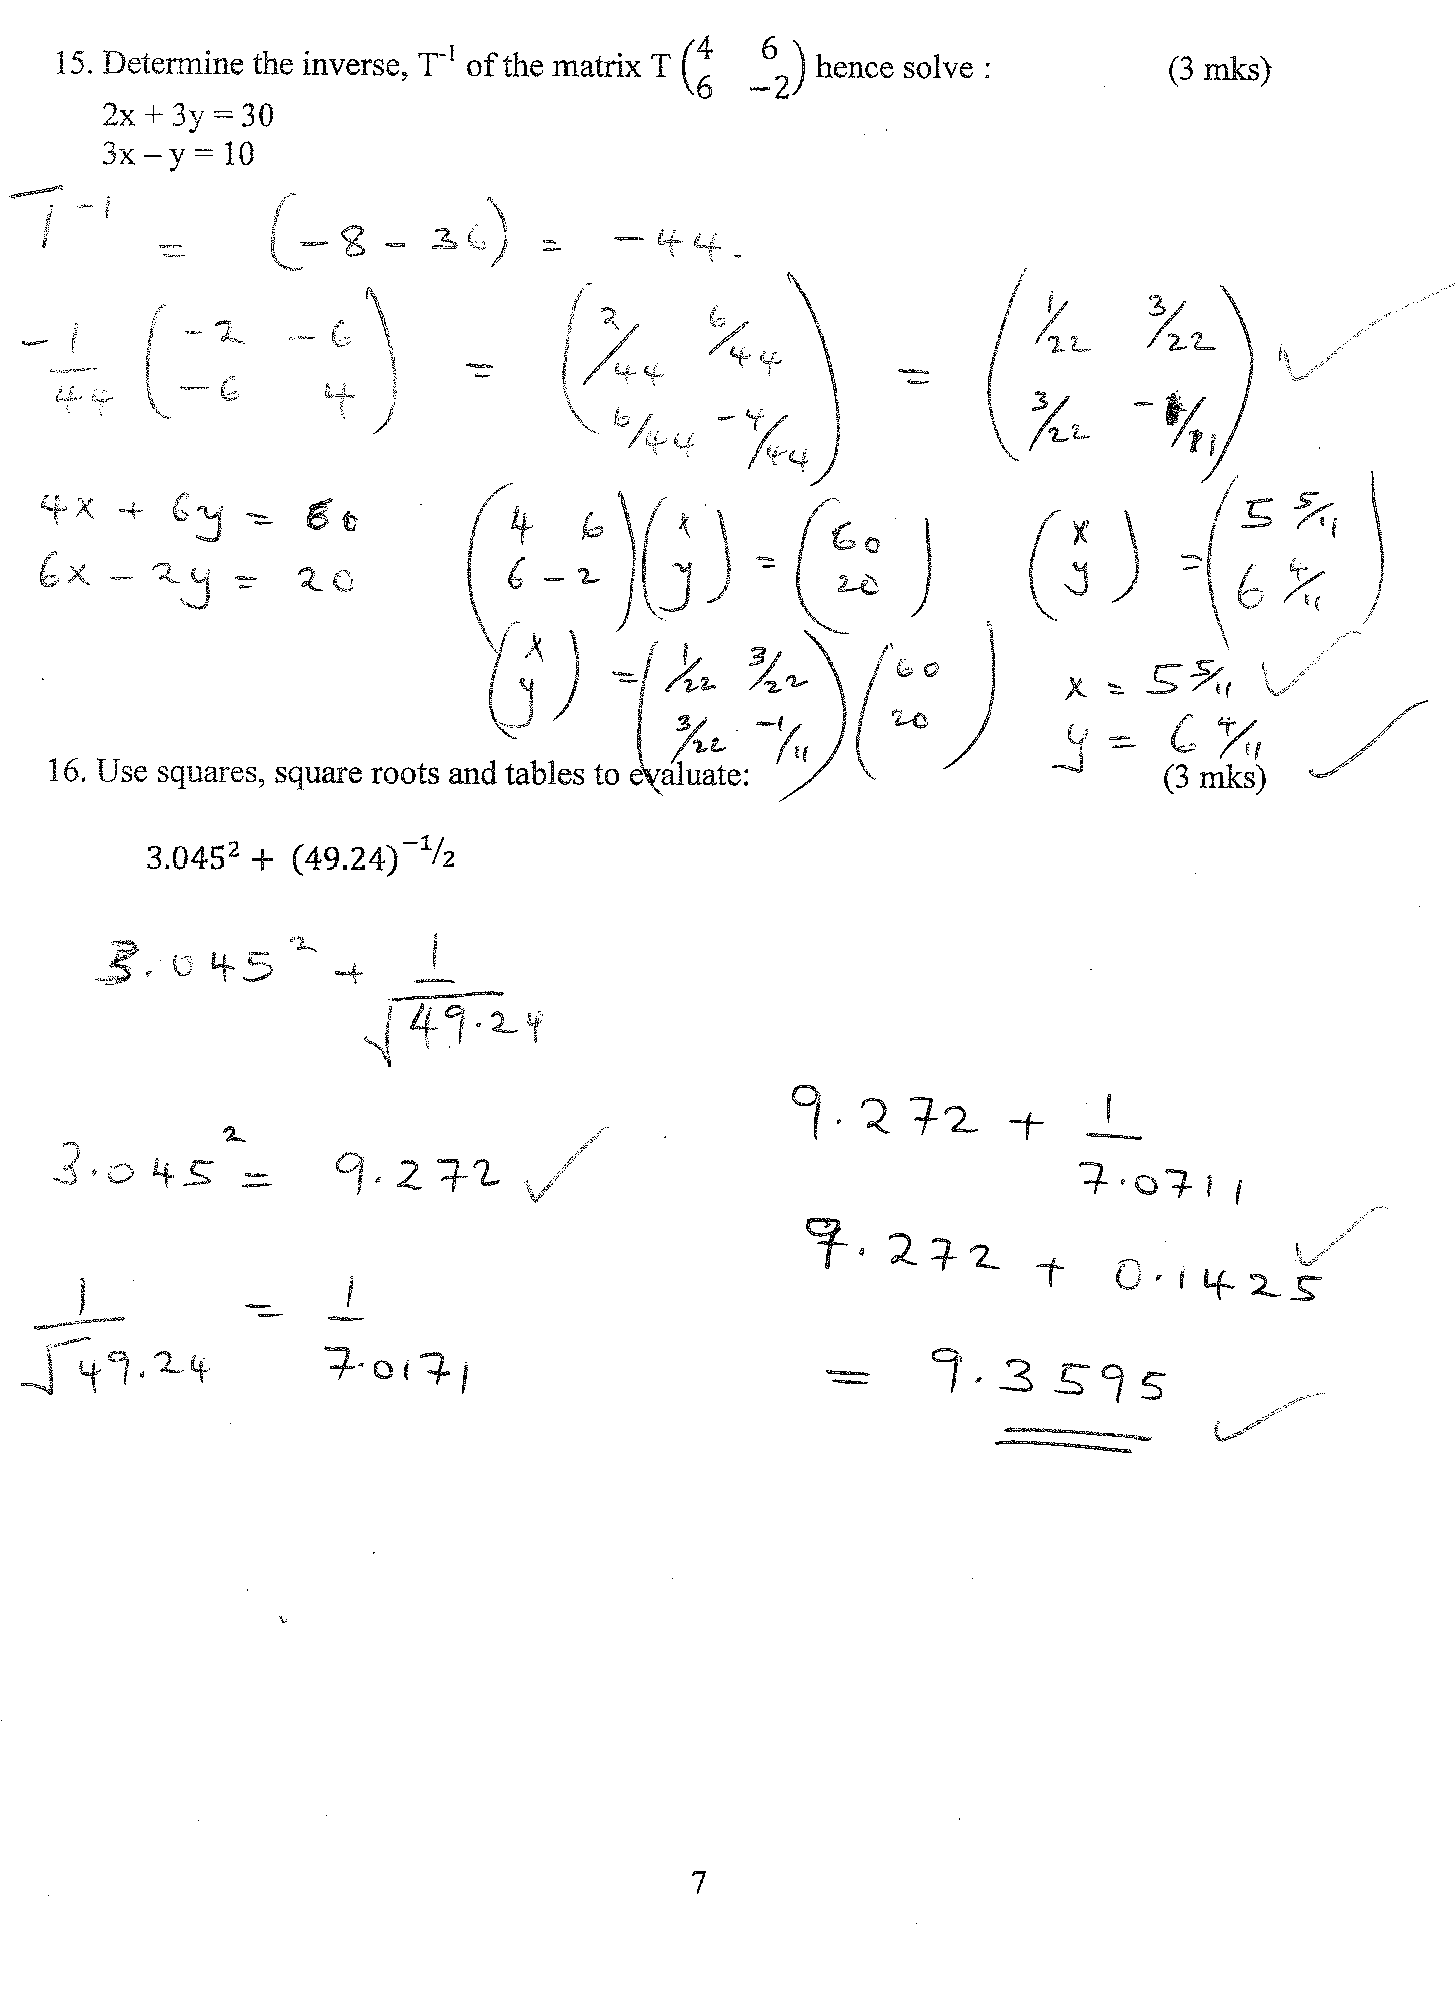 15. Determine the inverse, T⁻¹ of the matrix T (4 6 / 6 −2) hence solve : (3 mks)
2x + 3y = 30
3x – y = 10
T⁻¹ = (-8 - 36) = -44.
-1/44 (-2 -6 / -6 4) = (2/44 6/44 / 6/44 -4/44) = (1/22 3/22 / 3/22 -1/11) ✓
4x + 6y = 60
6x - 2y = 20
(4 6 / 6 -2)(x / y) = (60 / 20)
(x / y) = (1/22 3/22 / 3/22 -1/11)(60 / 20)
(x / y) = (5 5/11 / 6 4/11)
x = 5 5/11 ✓
y = 6 4/11 ✓
16. Use squares, square roots and tables to evaluate: (3 mks)
3.045² + (49.24)^−1/2
3.045² + 1/√49.24
3.045² = 9.272 ✓
1/√49.24 = 1/7.0171
9.272 + 1/7.0711
9.272 + 0.1425 ✓
= 9.3595 ✓
7